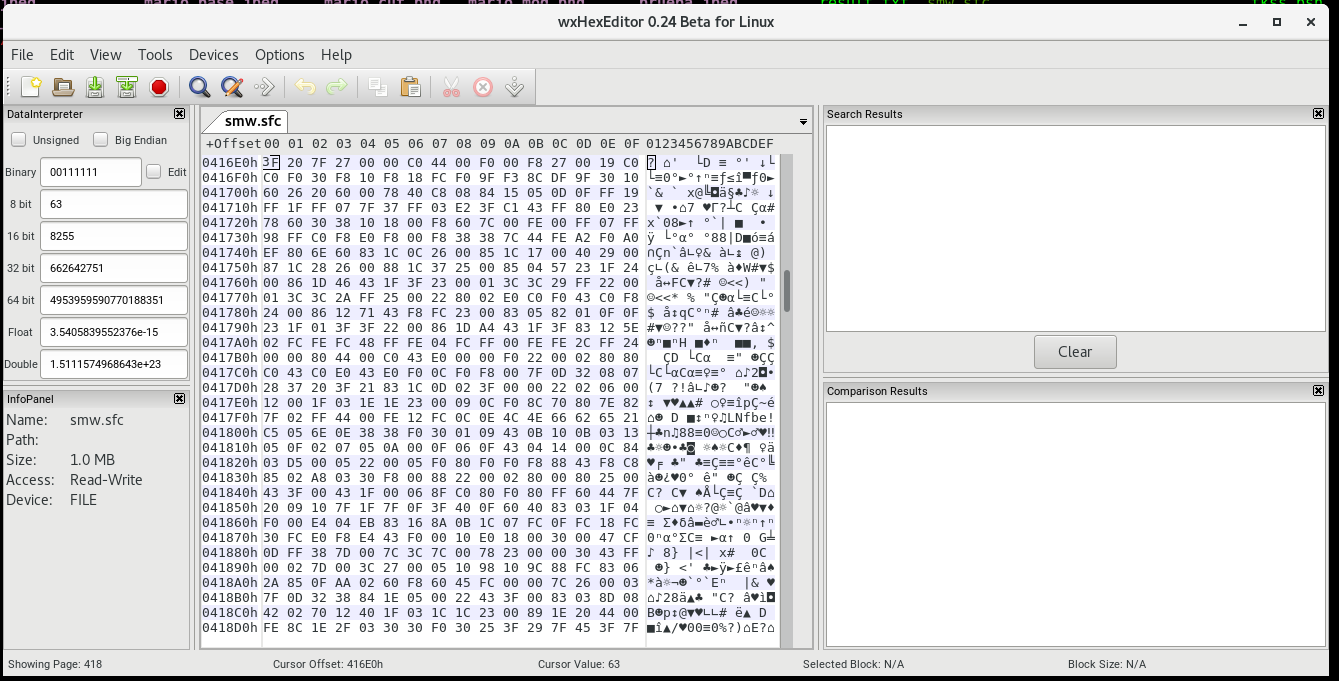 wxHexEditor 0.24 Beta for Linux
File Edit View Tools Devices Options Help
DataInterpreter
Unsigned Big Endian
Binary 00111111 Edit
8 bit 63
16 bit 8255
32 bit 662642751
64 bit 4953959590770188351
Float 3.5405839552376e-15
Double 1.5111574968643e+23
InfoPanel
Name: smw.sfc
Path:
Size: 1.0 MB
Access: Read-Write
Device: FILE
smw.sfc
+Offset 00 01 02 03 04 05 06 07 08 09 0A 0B 0C 0D 0E 0F 0123456789ABCDEF
0416E0h 3F 20 7F 27 00 00 C0 44 00 F0 00 F8 27 00 19 C0
0416F0h C0 F0 30 F8 10 F8 18 FC CF 9F F3 8C DF 9F 30 10
041700h 60 26 20 60 00 78 40 C8 08 84 15 05 0D 0F FF 19
041710h FF 1F FF 07 7F 37 FF 03 E2 3F C1 43 FF 80 E0 23
041720h 78 60 30 38 10 18 00 F8 60 7C 00 FE 00 FF 07 FF
041730h 98 FF C0 F8 E0 F8 00 F8 38 38 7C 44 FE A2 F0 A0
041740h EF 80 6E 60 83 1C 0C 26 00 85 1C 17 00 40 29 00
041750h 87 1C 28 26 00 88 1C 37 25 00 85 04 57 23 1F 24
041760h 00 86 1D 46 43 1F 3F 23 00 01 3C 3C 29 FF 22 00
041770h 01 3C 3C 2A FF 25 00 22 80 02 E0 C0 F0 43 C0 F8
041780h 24 00 86 12 71 43 F8 FC 23 00 83 05 82 01 0F 0F
041790h 23 1F 01 3F 3F 22 00 86 1D A4 43 1F 3F 83 12 5E
0417A0h 02 FC FE FC 48 FF FE 04 FC FF 00 FE FE 2C FF 24
0417B0h 00 00 80 44 00 C0 43 E0 00 00 F0 22 00 02 80 80
0417C0h C0 43 C0 E0 43 E0 F0 0C F0 F8 00 7F 0D 32 08 07
0417D0h 28 37 20 3F 21 83 1C 0D 02 3F 00 00 22 02 06 00
0417E0h 12 00 1F 03 1E 1E 23 00 09 0C F0 8C 70 80 7E 82
0417F0h 7F 02 FF 44 00 FE 12 FC 0C 0E 4C 4E 66 62 65 21
041800h C5 05 6E 0E 38 38 F0 30 01 09 43 0B 10 0B 03 13
041810h 05 0F 02 07 05 0A 00 0F 06 0F 43 04 14 00 0C 84
041820h 03 D5 00 05 22 00 05 F0 80 F0 F0 F8 88 43 F8 C8
041830h 85 02 A8 03 30 F8 00 88 22 00 02 80 00 80 25 00
041840h 43 3F 00 43 1F 00 06 8F C0 80 F0 80 FF 60 44 7F
041850h 20 09 10 7F 1F 7F 0F 3F 40 0F 60 40 83 03 1F 04
041860h F0 00 E4 04 EB 83 16 8A 0B 1C 07 FC 0F FC 18 FC
041870h 30 FC E0 F8 E4 43 F0 00 10 E0 18 00 30 00 47 CF
041880h 0D FF 38 7D 00 7C 3C 7C 00 78 23 00 00 30 43 FF
041890h 00 02 7D 00 3C 27 00 05 10 98 10 9C 88 FC 83 06
0418A0h 2A 85 0F AA 02 60 F8 60 45 FC 00 00 7C 26 00 03
0418B0h 7F 0D 32 38 84 1E 05 00 22 43 3F 00 83 03 8D 08
0418C0h 42 02 70 12 40 1F 03 1C 1C 23 00 89 1E 20 44 00
0418D0h FE 8C 1E 2F 03 30 30 F0 30 25 3F 29 7F 45 3F 7F
Search Results
Clear
Comparison Results
Showing Page: 418 Cursor Offset: 416E0h Cursor Value: 63 Selected Block: N/A Block Size: N/A